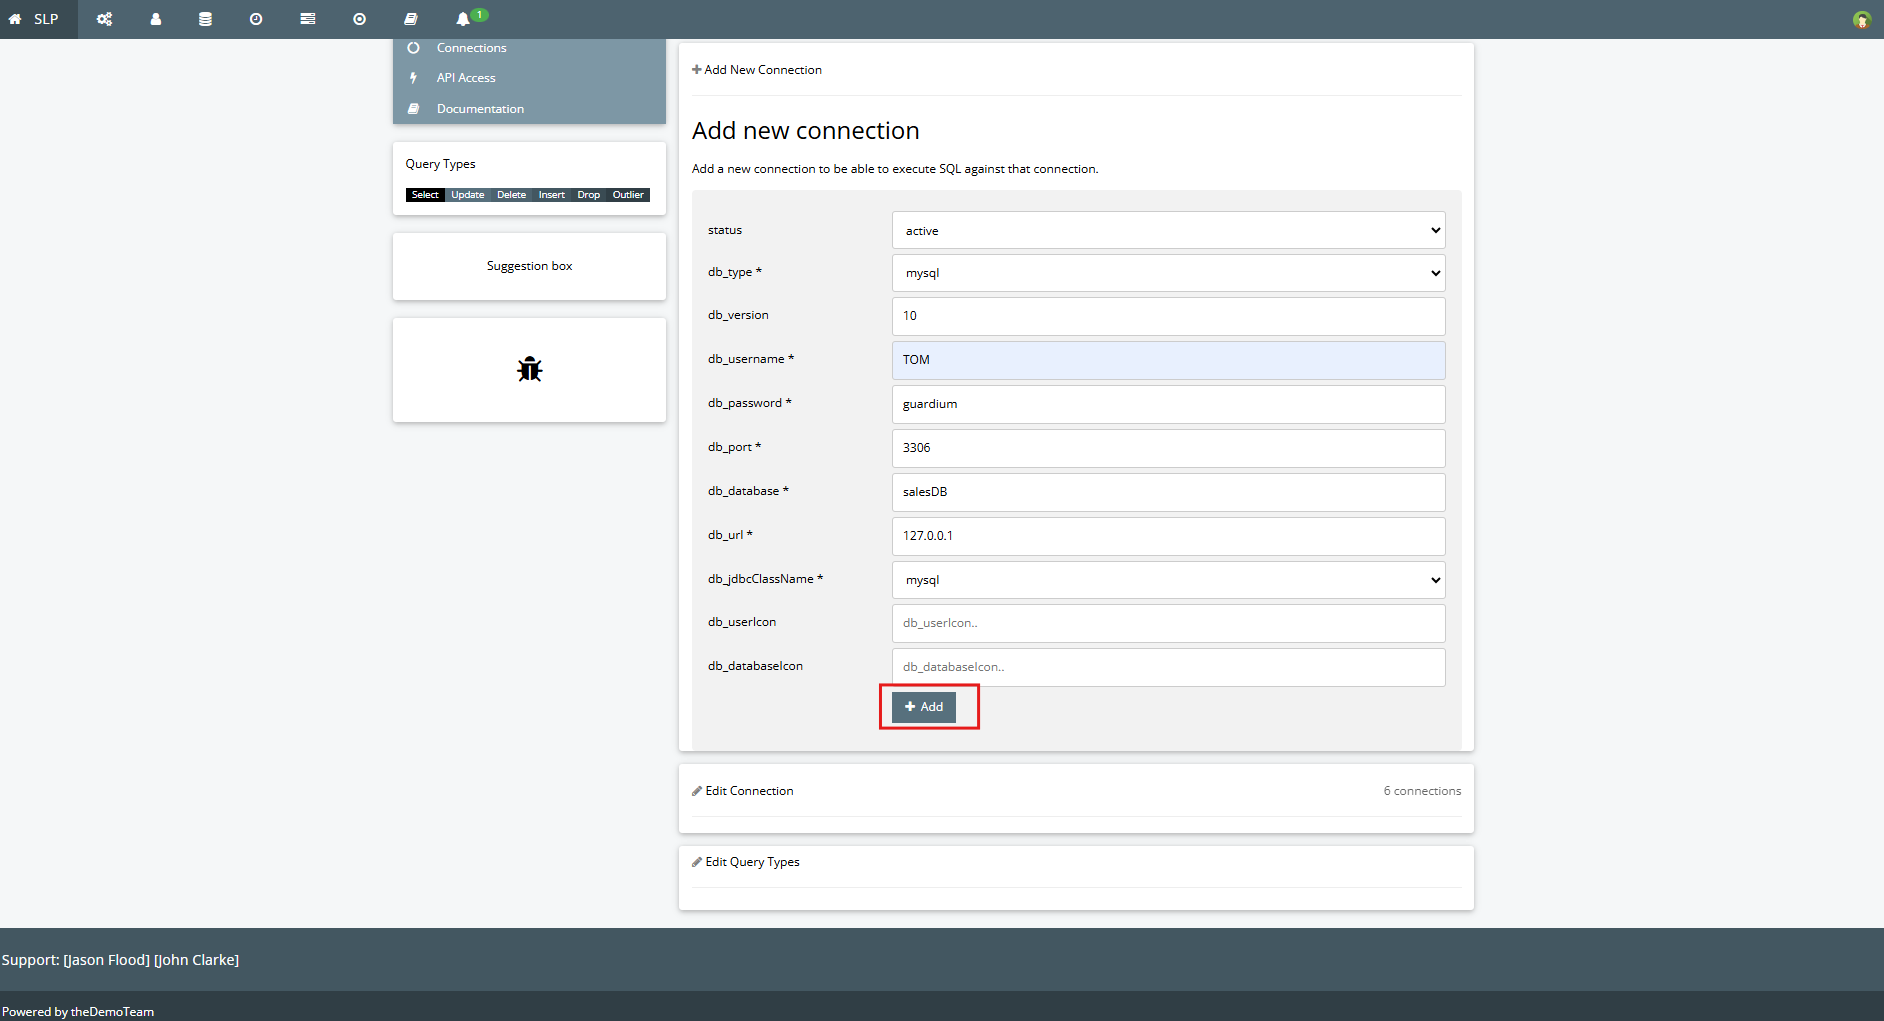 SLP
1
Connections
API Access
Documentation
Query Types
Select Update Delete Insert Drop Outlier
Suggestion box
Add New Connection
Add new connection
Add a new connection to be able to execute SQL against that connection.
status active
db_type * mysql
db_version 10
db_username * TOM
db_password * guardium
db_port * 3306
db_database * salesDB
db_url * 127.0.0.1
db_jdbcClassName * mysql
db_userIcon db_userIcon..
db_databaseIcon db_databaseIcon..
Add
Edit Connection 6 connections
Edit Query Types
Support: [Jason Flood] [John Clarke]
Powered by theDemoTeam